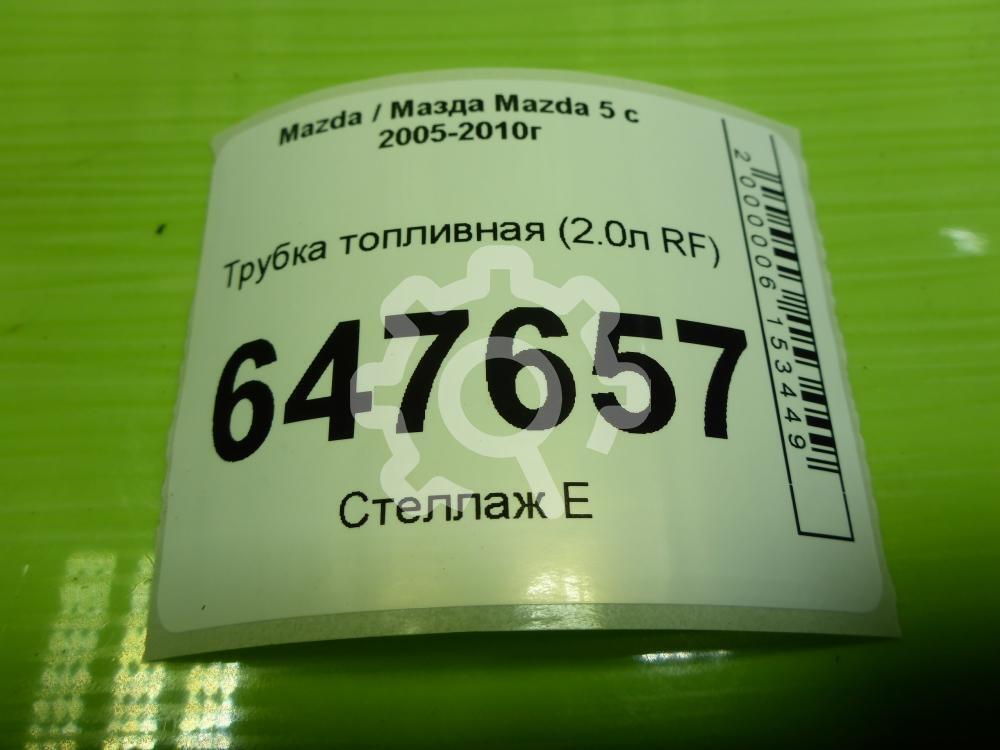 Mazda / Мазда Mazda 5 с
2005-2010г
Трубка топливная (2.0л RF)
647657
Стеллаж Е
2000006153449